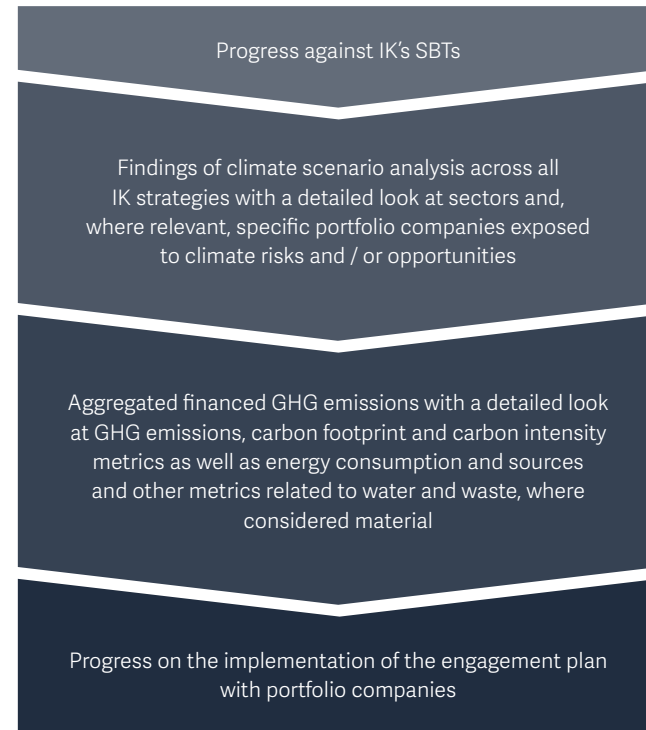 Progress against IK’s SBTs
Findings of climate scenario analysis across all
IK strategies with a detailed look at sectors and,
where relevant, specific portfolio companies exposed
to climate risks and / or opportunities
Aggregated financed GHG emissions with a detailed look
at GHG emissions, carbon footprint and carbon intensity
metrics as well as energy consumption and sources
and other metrics related to water and waste, where
considered material
Progress on the implementation of the engagement plan
with portfolio companies